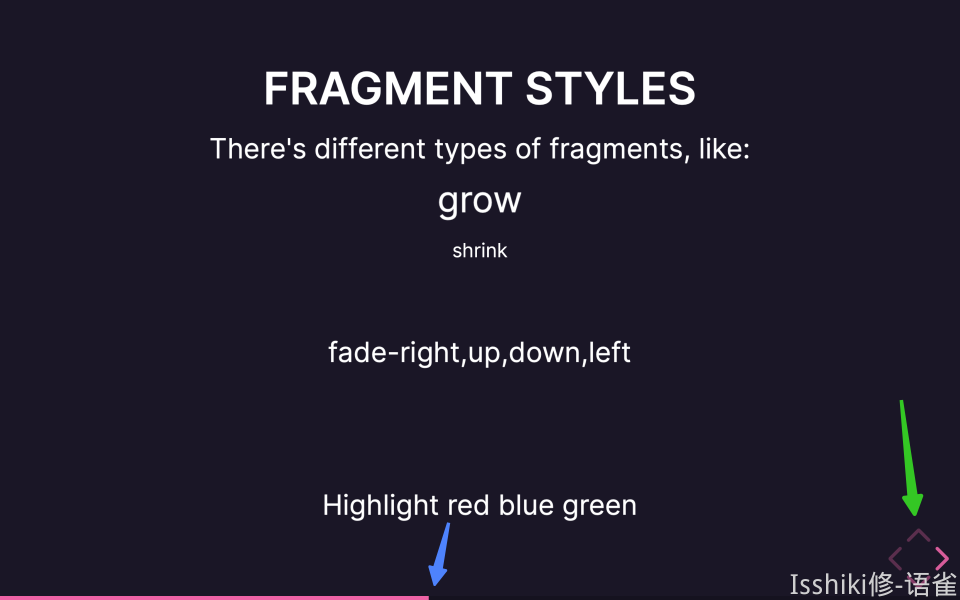 FRAGMENT STYLES
There's different types of fragments, like:
grow
shrink
fade-right,up,down,left
Highlight red blue green
Isshiki修-语雀